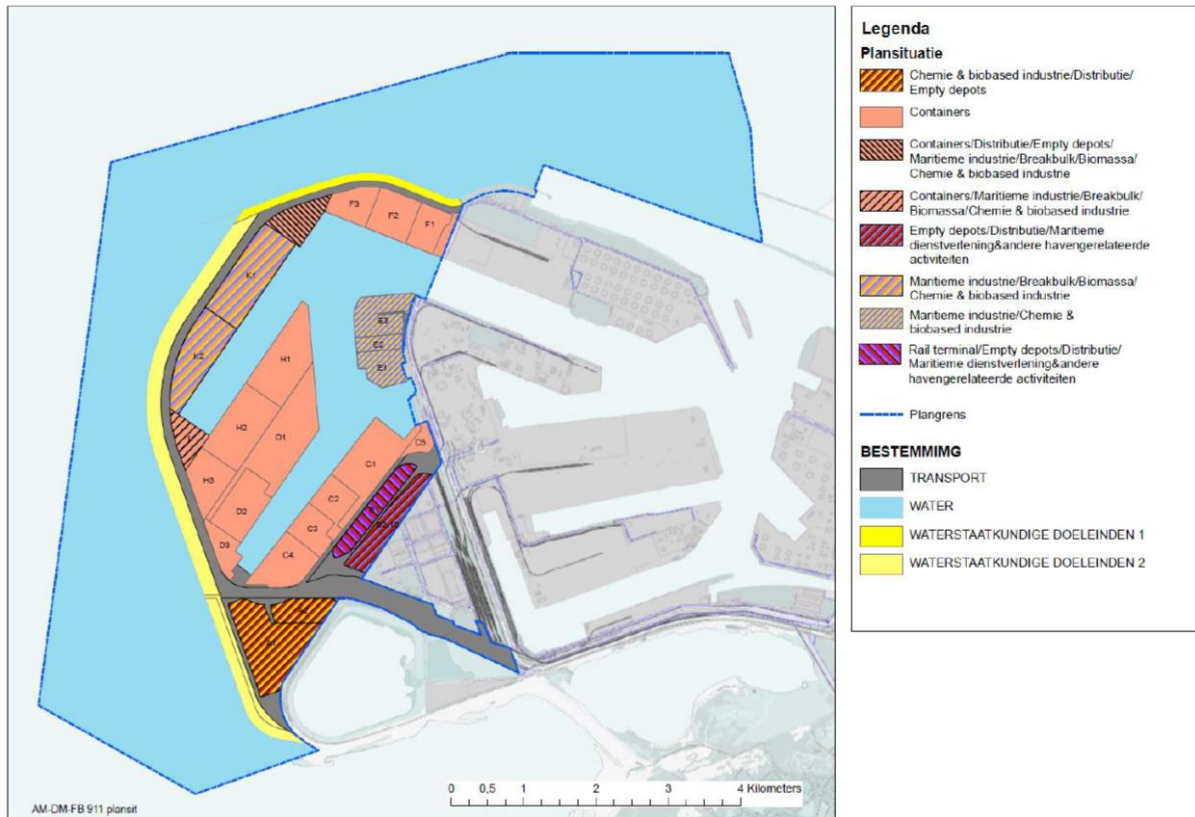 F3
F2
F1
K1
E3
E2
E1
K2
H1
H2
D1
C5
C1
H3
D2
C2
C3
D3
C4
0 0,5 1 2 3 4 Kilometers
AM-DM-FB 911 plansit
Legenda
Plansituatie
Chemie & biobased industrie/Distributie/
Empty depots
Containers
Containers/Distributie/Empty depots/
Maritieme industrie/Breakbulk/Biomassa/
Chemie & biobased industrie
Containers/Maritieme industrie/Breakbulk/
Biomassa/Chemie & biobased industrie
Empty depots/Distributie/Maritieme
dienstverlening&andere havengerelateerde
activiteiten
Maritieme industrie/Breakbulk/Biomassa/
Chemie & biobased industrie
Maritieme industrie/Chemie &
biobased industrie
Rail terminal/Empty depots/Distributie/
Maritieme dienstverlening&andere
havengerelateerde activiteiten
Plangrens
BESTEMMIMG
TRANSPORT
WATER
WATERSTAATKUNDIGE DOELEINDEN 1
WATERSTAATKUNDIGE DOELEINDEN 2